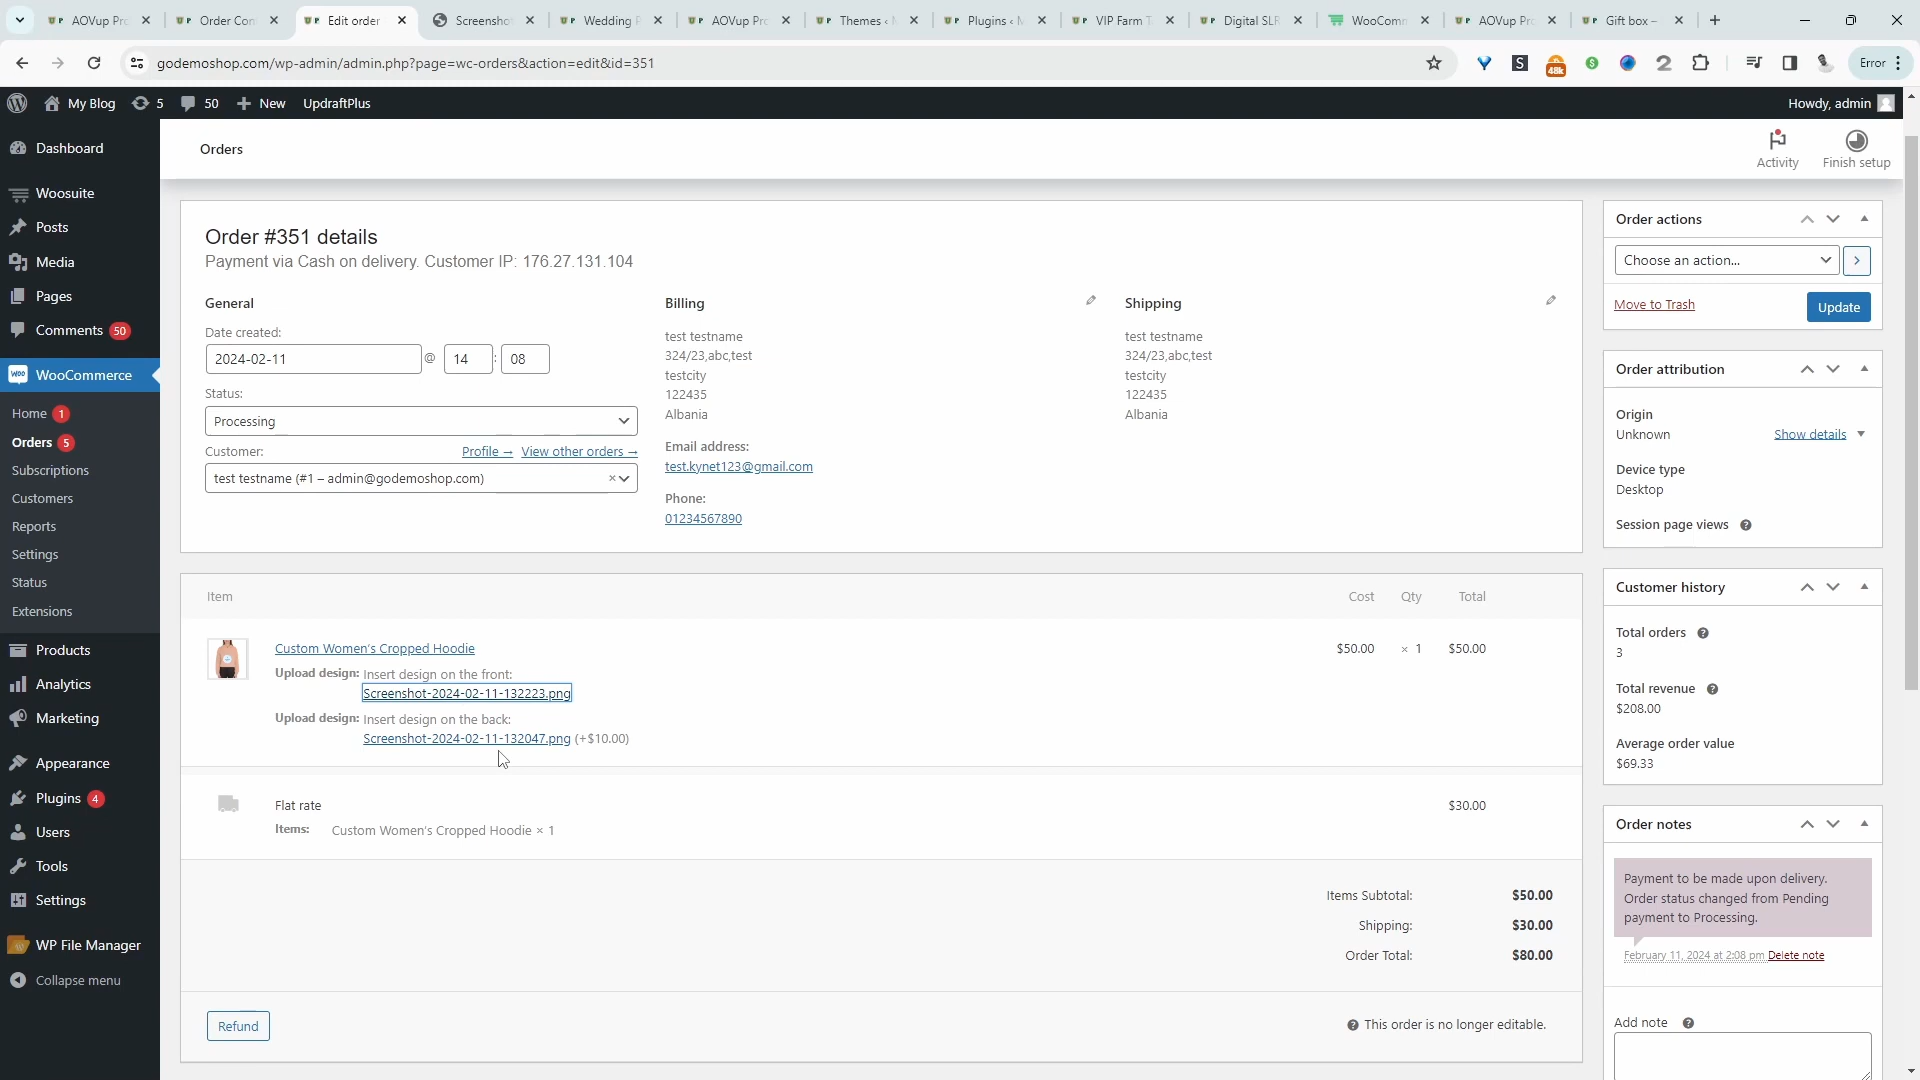 AOVup Pro
Order Con
Edit order
Screenshot
Wedding P
AOVup Pro
Themes ‹ M
Plugins ‹ M
VIP Farm T
Digital SLR
WooComm
AOVup Pro
Gift box –
godemoshop.com/wp-admin/admin.php?page=wc-orders&action=edit&id=351
S
48k
Error
My Blog
5
50
New
UpdraftPlus
Howdy, admin
Dashboard
Woosuite
Posts
Media
Pages
Comments 50
WooCommerce
Home 1
Orders 5
Subscriptions
Customers
Reports
Settings
Status
Extensions
Products
Analytics
Marketing
Appearance
Plugins 4
Users
Tools
Settings
WP File Manager
Collapse menu
Orders
Activity
Finish setup
Order #351 details
Payment via Cash on delivery. Customer IP: 176.27.131.104
General
Date created:
2024-02-11 @ 14 : 08
Status:
Processing
Customer: Profile → View other orders →
test testname (#1 – admin@godemoshop.com) ×
Billing
test testname
324/23,abc,test
testcity
122435
Albania
Email address:
test.kynet123@gmail.com
Phone:
01234567890
Shipping
test testname
324/23,abc,test
testcity
122435
Albania
Item Cost Qty Total
Custom Women's Cropped Hoodie $50.00 × 1 $50.00
Upload design: Insert design on the front:
Screenshot-2024-02-11-132223.png
Upload design: Insert design on the back:
Screenshot-2024-02-11-132047.png (+$10.00)
Flat rate $30.00
Items: Custom Women's Cropped Hoodie × 1
Items Subtotal: $50.00
Shipping: $30.00
Order Total: $80.00
Refund
This order is no longer editable.
Order actions
Choose an action...
Move to Trash
Update
Order attribution
Origin
Unknown
Show details
Device type
Desktop
Session page views
Customer history
Total orders
3
Total revenue
$208.00
Average order value
$69.33
Order notes
Payment to be made upon delivery.
Order status changed from Pending
payment to Processing.
February 11, 2024 at 2:08 pm Delete note
Add note